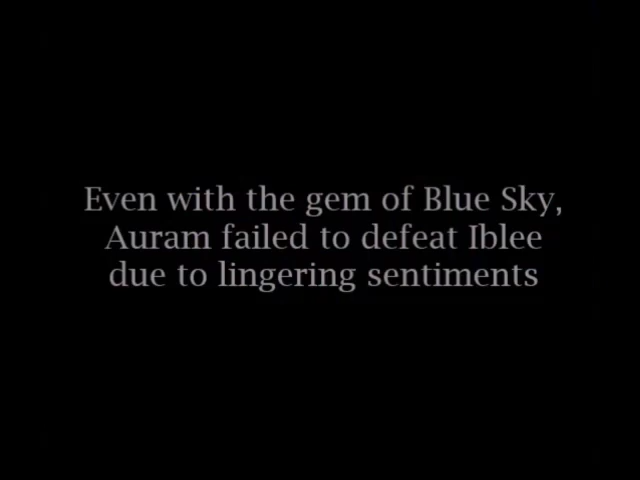 Even with the gem of Blue Sky,
Auram failed to defeat Iblee
due to lingering sentiments